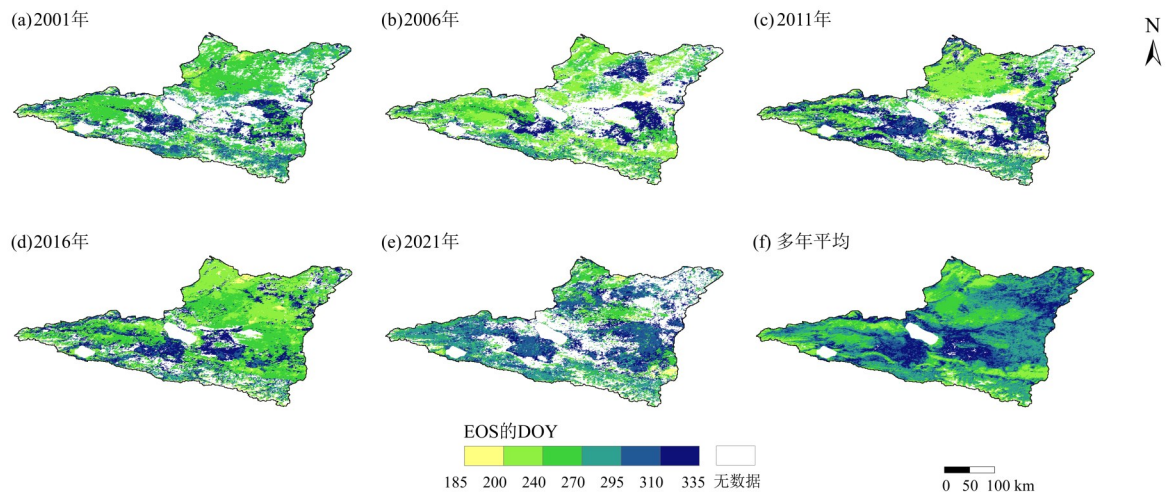 (a)2001年
(b)2006年
(c)2011年
N
(d)2016年
(e)2021年
(f) 多年平均
EOS的DOY
185 200 240 270 295 310 335 无数据
0 50 100 km